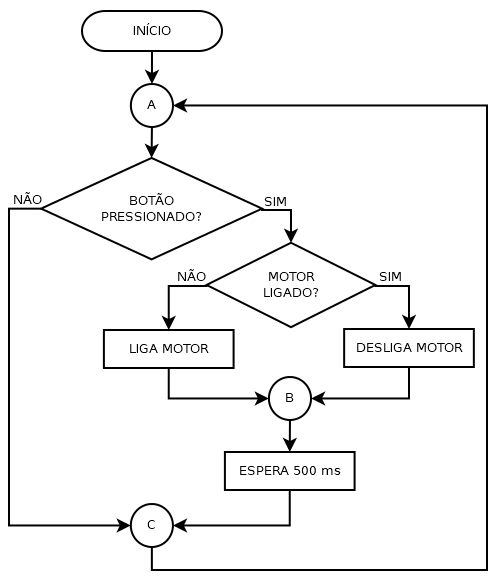 INÍCIO
A
BOTÃO
PRESSIONADO?
NÃO
SIM
MOTOR
LIGADO?
NÃO
SIM
LIGA MOTOR
DESLIGA MOTOR
B
ESPERA 500 ms
C